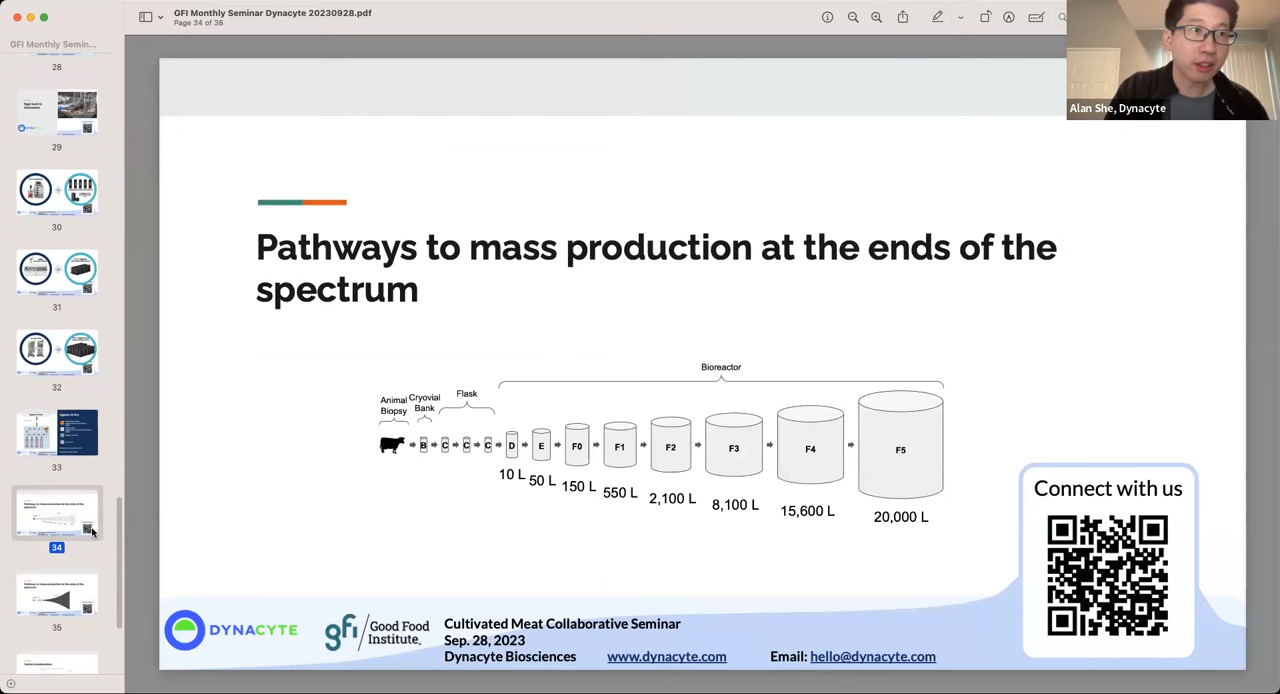 GFI Monthly Seminar Dynacyte 20230928.pdf
Page 34 of 38
GFI Monthly Semin...
28
29
30
31
32
33
34
35
Alan She, Dynacyte
Pathways to mass production at the ends of the
spectrum
Bioreactor
Flask
Animal
Biopsy
Cryovial
Bank
B
C
C
C
D
E
F0
F1
F2
F3
F4
F5
10 L
50 L
150 L
550 L
2,100 L
8,100 L
15,600 L
20,000 L
Connect with us
DYNACYTE
gfi/Good Food
Institute.
Cultivated Meat Collaborative Seminar
Sep. 28, 2023
Dynacyte Biosciences www.dynacyte.com Email: hello@dynacyte.com